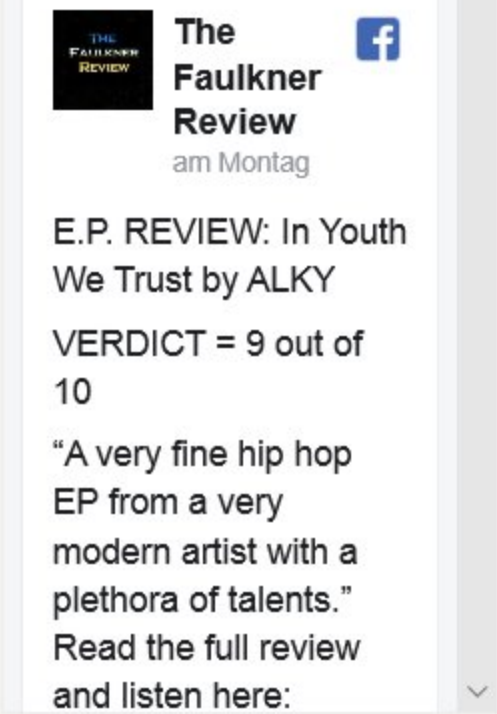 THE
FAULKNER
REVIEW
The
Faulkner
Review
am Montag
E.P. REVIEW: In Youth
We Trust by ALKY
VERDICT = 9 out of
10
“A very fine hip hop
EP from a very
modern artist with a
plethora of talents.”
Read the full review
and listen here: